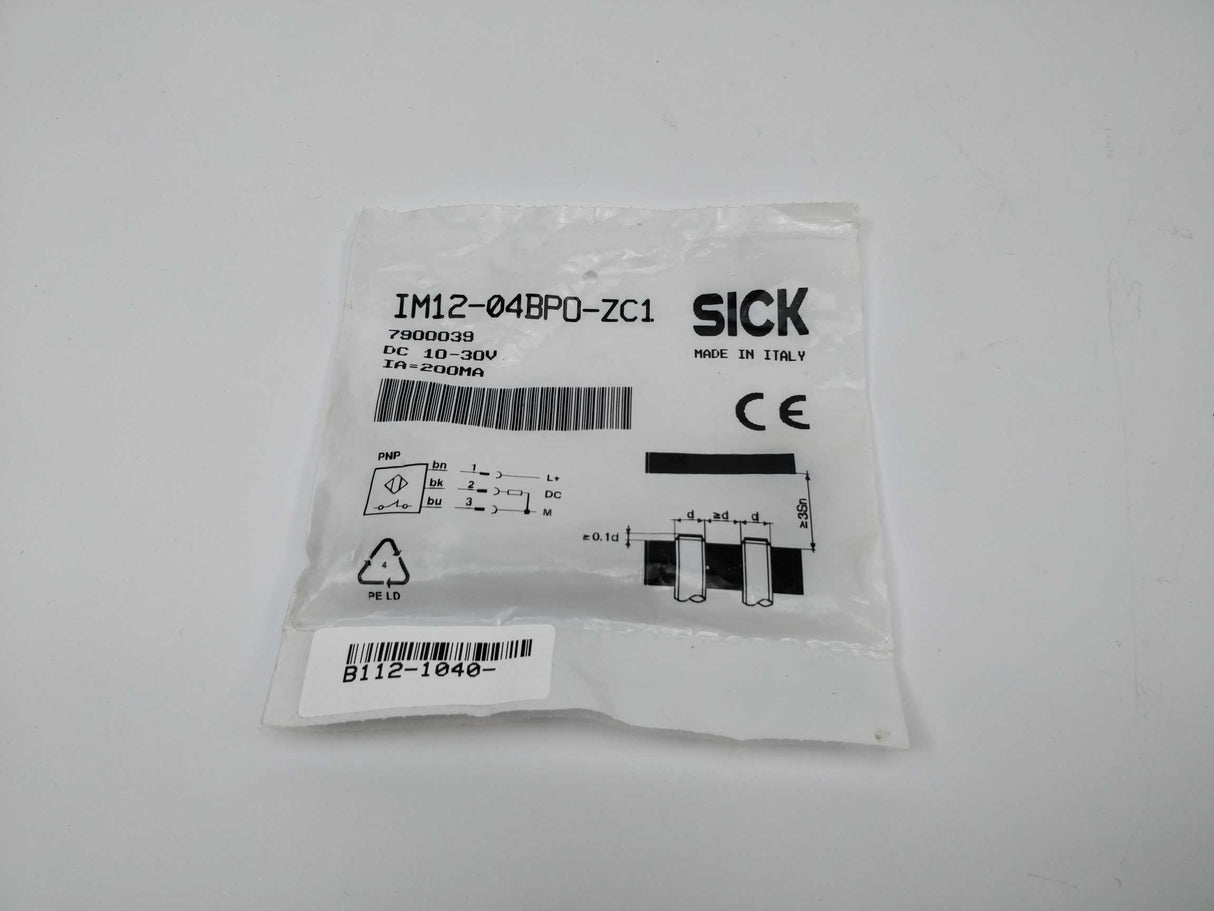 IM12-04BPO-ZC1
7900039
DC 10-30V
IA=200MA
SICK
MADE IN ITALY
CE
PNP
bn 1 L+
bk 2 DC
bu 3 M
4
PE LD
d ≥d d
≥0.1d
≥3Sn
B112-1040-